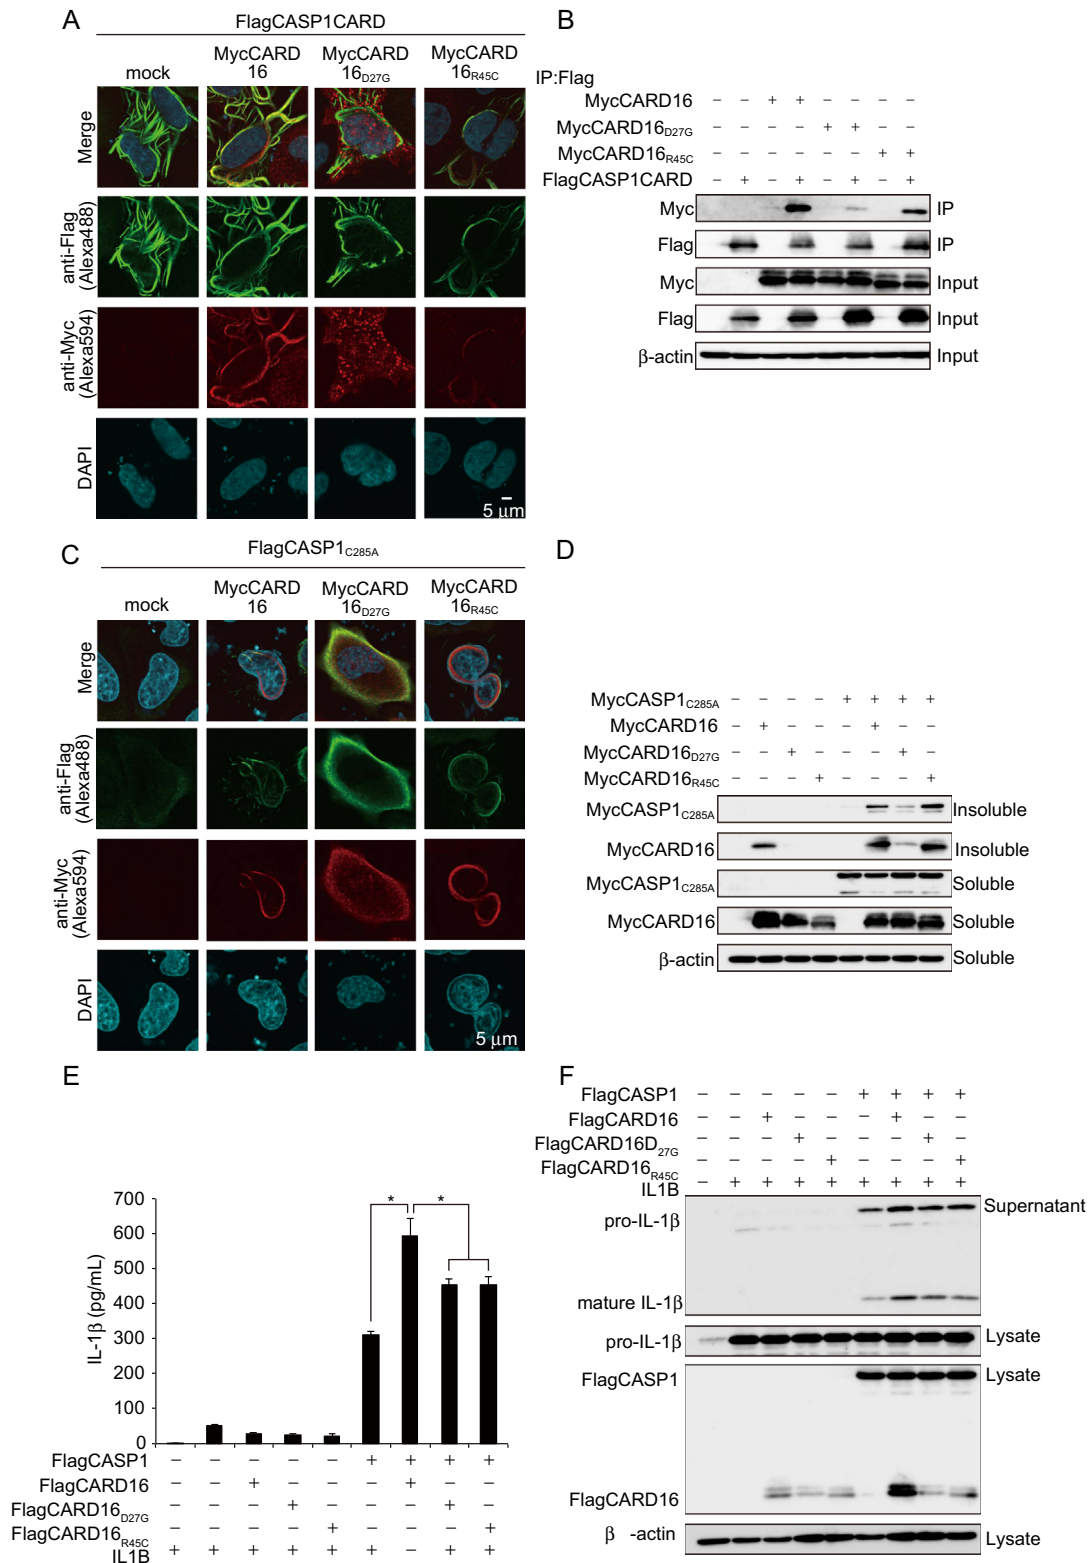 A
FlagCASP1CARD
mock
MycCARD
16
MycCARD
16D27G
MycCARD
16R45C
Merge
anti-Flag
(Alexa488)
anti-Myc
(Alexa594)
DAPI
5 μm
B
IP:Flag
MycCARD16 – – + + – – – –
MycCARD16D27G – – – – + + – –
MycCARD16R45C – – – – – – + +
FlagCASP1CARD – + – + – + – +
Myc IP
Flag IP
Myc Input
Flag Input
β-actin Input
C
FlagCASP1C285A
mock
MycCARD
16
MycCARD
16D27G
MycCARD
16R45C
Merge
anti-Flag
(Alexa488)
anti-Myc
(Alexa594)
DAPI
5 μm
D
MycCASP1C285A – – – – + + + +
MycCARD16 – + – – – + – –
MycCARD16D27G – – + – – – + –
MycCARD16R45C – – – + – – – +
MycCASP1C285A Insoluble
MycCARD16 Insoluble
MycCASP1C285A Soluble
MycCARD16 Soluble
β-actin Soluble
E
IL-1β (pg/mL)
700
600
500
400
300
200
100
0
* *
FlagCASP1 – – – – – + + + +
FlagCARD16 – – + – – – + – –
FlagCARD16D27G – – – + – – – + –
FlagCARD16R45C – – – – + – – – +
IL1B + + + + + + – + +
F
FlagCASP1 – – – – – + + + +
FlagCARD16 – – + – – – + – –
FlagCARD16D27G – – – + – – – + –
FlagCARD16R45C – – – – + – – – +
IL1B – + + + + + + + +
pro-IL-1β Supernatant
mature IL-1β
pro-IL-1β Lysate
FlagCASP1 Lysate
FlagCARD16
β -actin Lysate